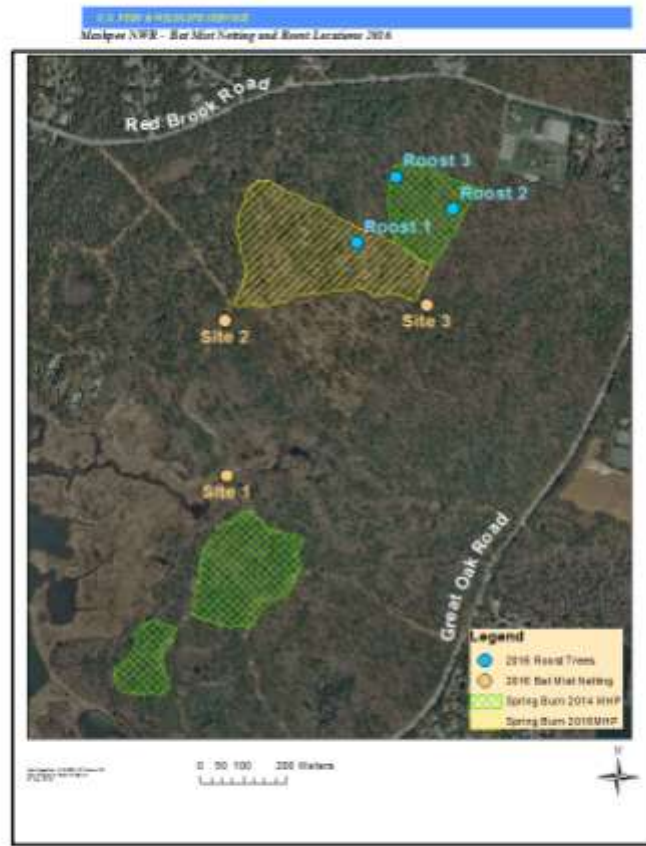 U.S. FISH & WILDLIFE SERVICE
Mashpee NWR - Bat Mist Netting and Roost Locations 2016
Red Brook Road
Roost 3
Roost 2
Roost 1
Site 2
Site 3
Site 1
Great Oak Road
Legend
2016 Roost Trees
2016 Bat Mist Netting
Spring Burn 2014 MHP
Spring Burn 2016MHP
0 50 100 200 Meters
N